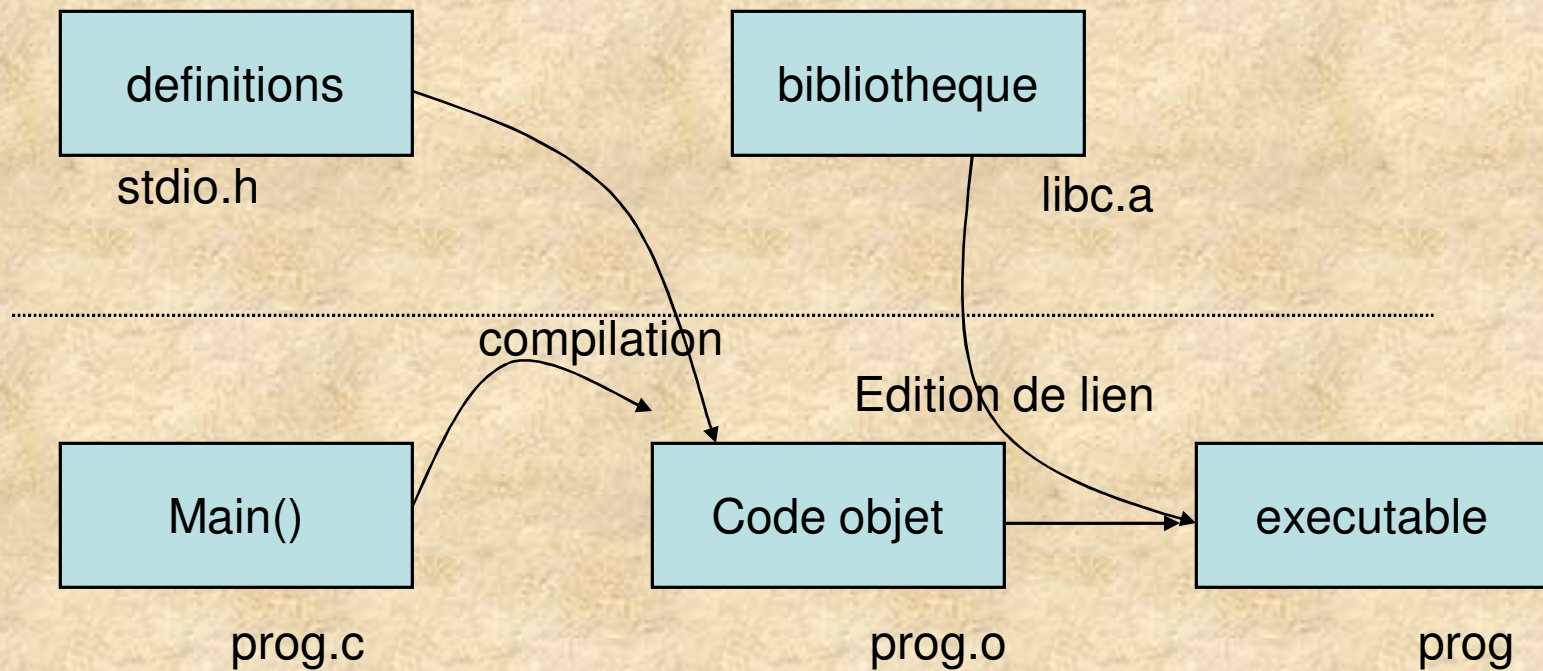 definitions
bibliotheque
stdio.h
libc.a
compilation
Edition de lien
Main()
Code objet
executable
prog.c
prog.o
prog